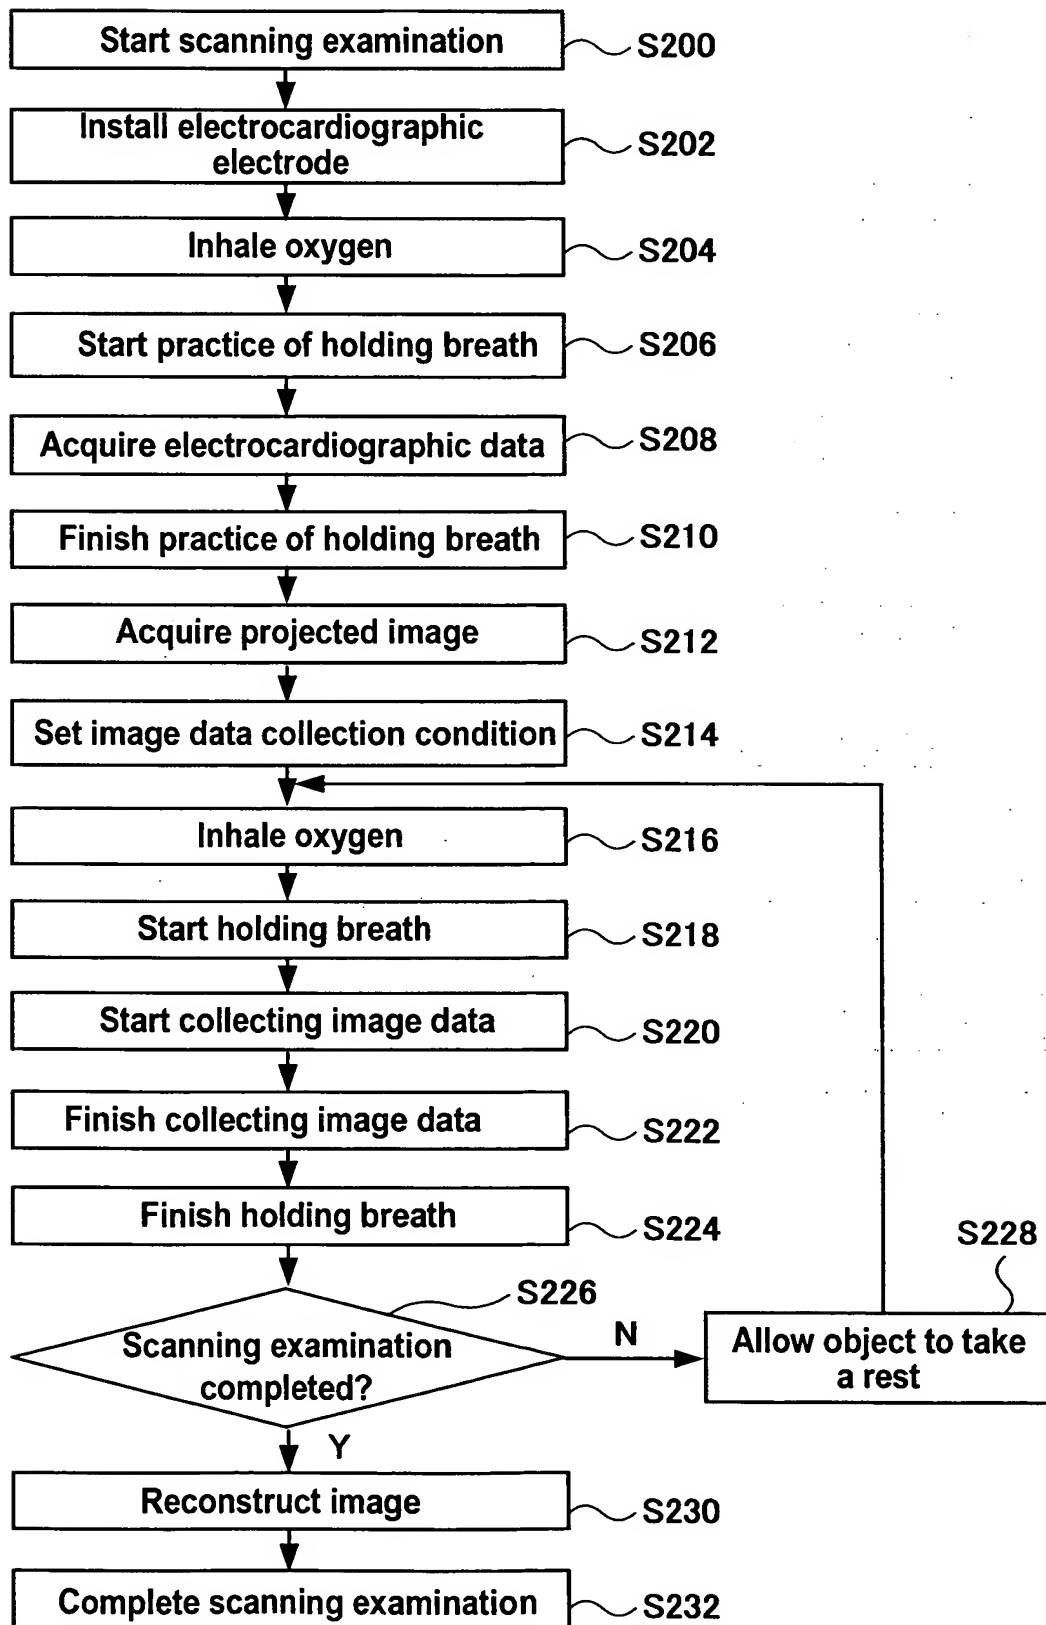 Start scanning examination
S200
Install electrocardiographic
electrode
S202
Inhale oxygen
S204
Start practice of holding breath
S206
Acquire electrocardiographic data
S208
Finish practice of holding breath
S210
Acquire projected image
S212
Set image data collection condition
S214
Inhale oxygen
S216
Start holding breath
S218
Start collecting image data
S220
Finish collecting image data
S222
Finish holding breath
S224
S226
Scanning examination
completed?
N
S228
Allow object to take
a rest
Y
Reconstruct image
S230
Complete scanning examination
S232